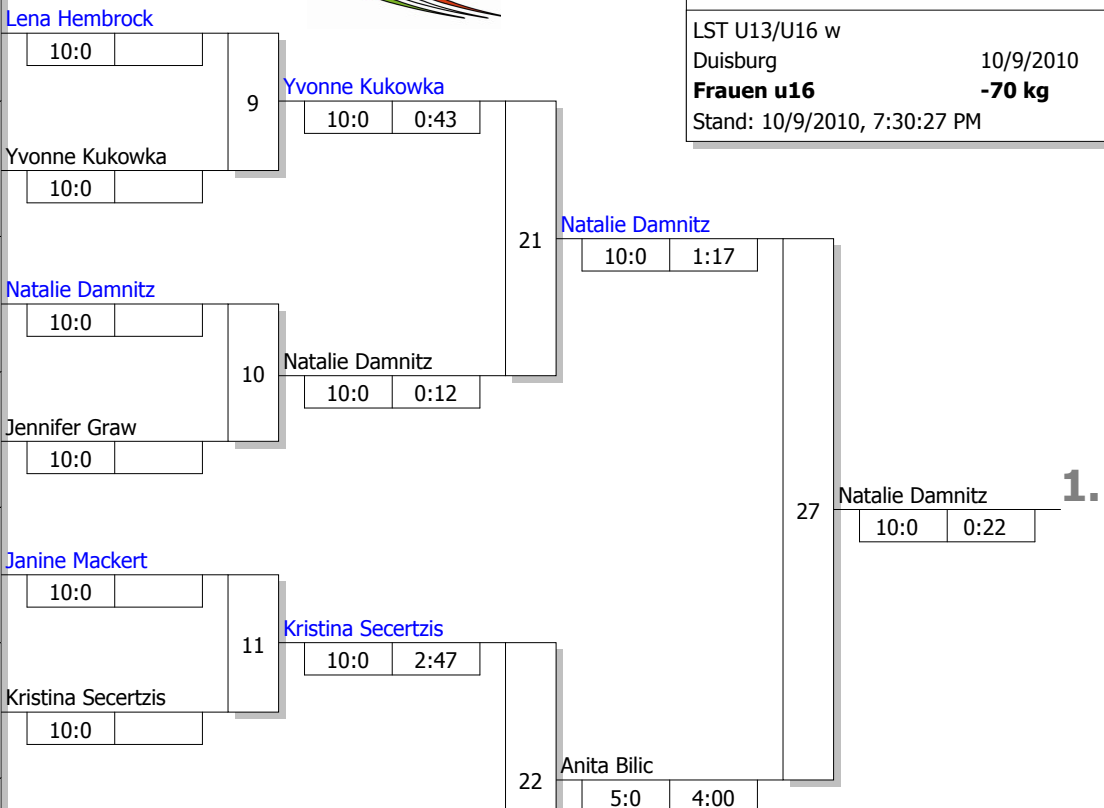 Lena Hembrock
10:0
LST U13/U16 w
Duisburg 10/9/2010
Frauen u16 -70 kg
Stand: 10/9/2010, 7:30:27 PM
9
Yvonne Kukowka
10:0 0:43
Yvonne Kukowka
10:0
21
Natalie Damnitz
10:0 1:17
Natalie Damnitz
10:0
10
Natalie Damnitz
10:0 0:12
Jennifer Graw
10:0
27
Natalie Damnitz 1.
10:0 0:22
Janine Mackert
10:0
11
Kristina Secertzis
10:0 2:47
Kristina Secertzis
10:0
22
Anita Bilic
5:0 4:00